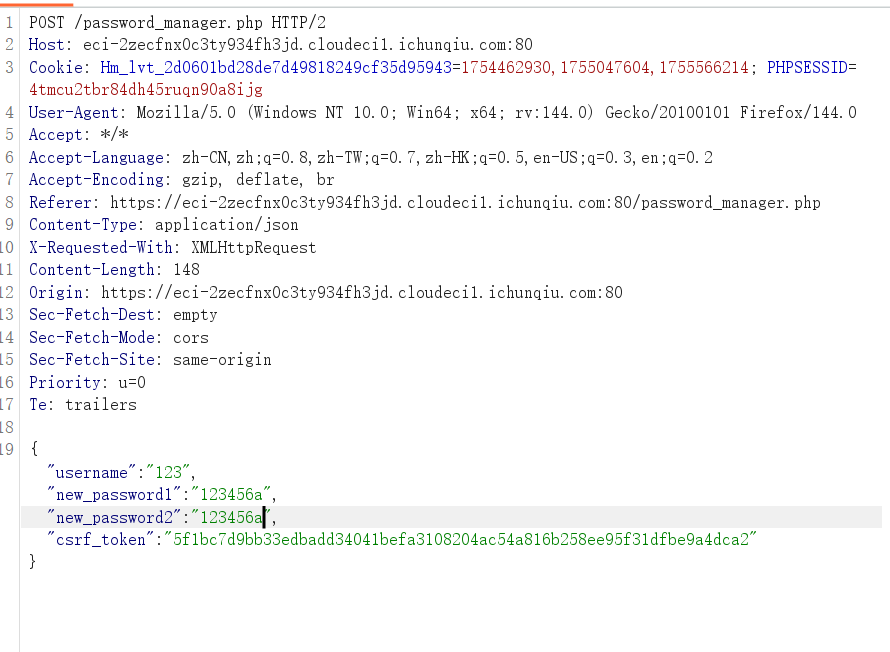 1 POST /password_manager.php HTTP/2
2 Host: eci-2zecfnx0c3ty934fh3jd.cloudeci1.ichunqiu.com:80
3 Cookie: Hm_lvt_2d0601bd28de7d49818249cf35d95943=1754462930,1755047604,1755566214; PHPSESSID=
4tmcu2tbr84dh45ruqn90a8ijg
4 User-Agent: Mozilla/5.0 (Windows NT 10.0; Win64; x64; rv:144.0) Gecko/20100101 Firefox/144.0
5 Accept: */*
6 Accept-Language: zh-CN,zh;q=0.8,zh-TW;q=0.7,zh-HK;q=0.5,en-US;q=0.3,en;q=0.2
7 Accept-Encoding: gzip, deflate, br
8 Referer: https://eci-2zecfnx0c3ty934fh3jd.cloudeci1.ichunqiu.com:80/password_manager.php
9 Content-Type: application/json
10 X-Requested-With: XMLHttpRequest
11 Content-Length: 148
12 Origin: https://eci-2zecfnx0c3ty934fh3jd.cloudeci1.ichunqiu.com:80
13 Sec-Fetch-Dest: empty
14 Sec-Fetch-Mode: cors
15 Sec-Fetch-Site: same-origin
16 Priority: u=0
17 Te: trailers
18
19 {
"username":"123",
"new_password1":"123456a",
"new_password2":"123456a",
"csrf_token":"5f1bc7d9bb33edbadd34041befa3108204ac54a816b258ee95f31dfbe9a4dca2"
}